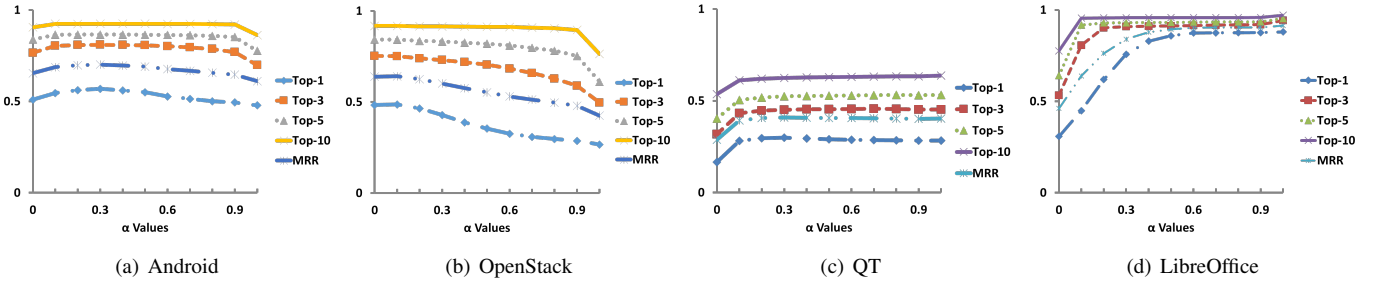 1
0.5
0
0
0.3
0.6
0.9
α Values
Top-1
Top-3
Top-5
Top-10
MRR
(a) Android
1
0.5
0
0
0.3
0.6
0.9
α Values
Top-1
Top-3
Top-5
Top-10
MRR
(b) OpenStack
1
0.5
0
0
0.3
0.6
0.9
α Values
Top-1
Top-3
Top-5
Top-10
MRR
(c) QT
1
0.5
0
0
0.3
0.6
0.9
α Values
Top-1
Top-3
Top-5
Top-10
MRR
(d) LibreOffice